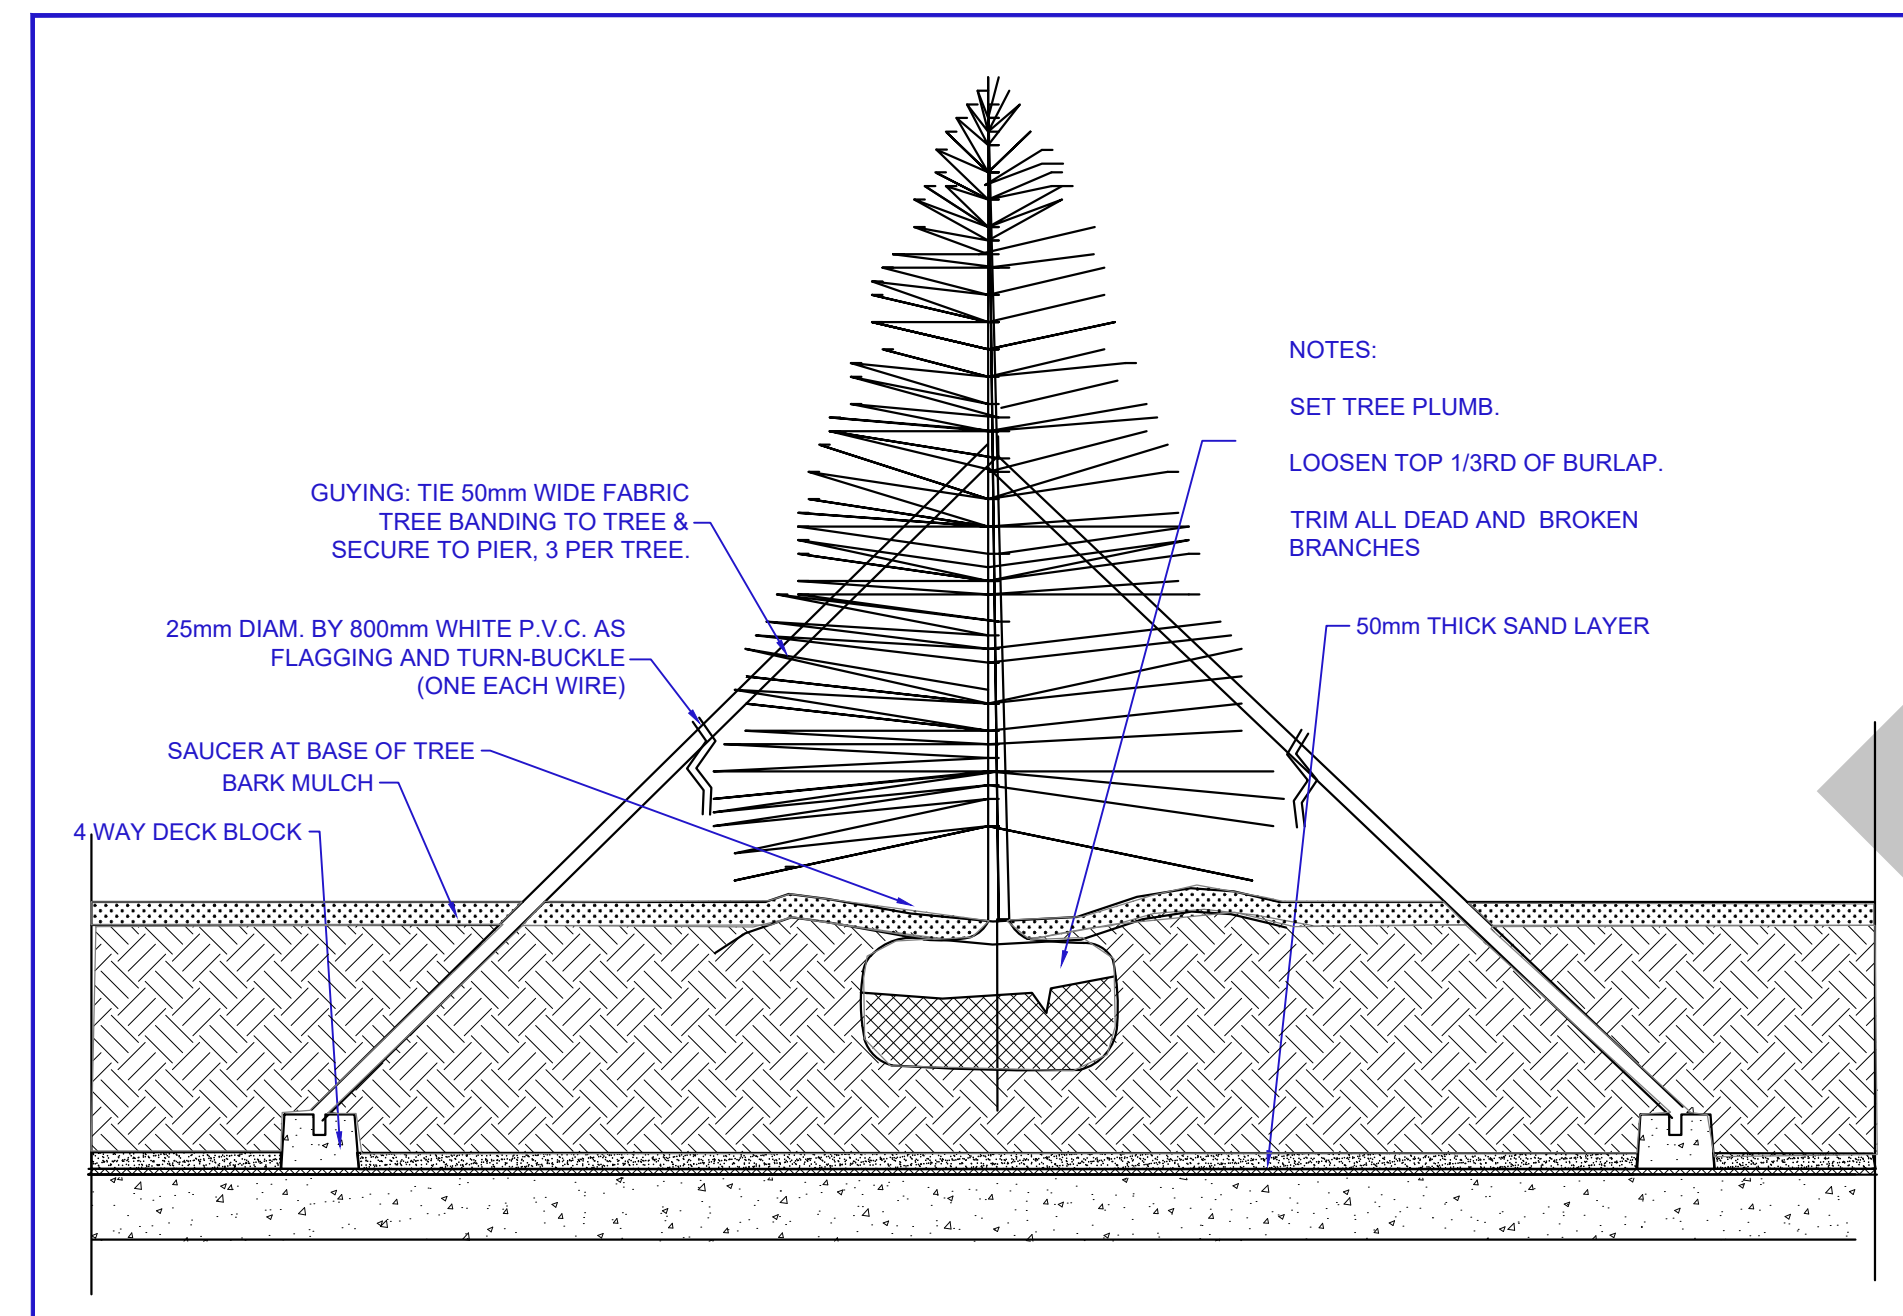 NOTES:
SET TREE PLUMB.
LOOSEN TOP 1/3RD OF BURLAP.
TRIM ALL DEAD AND BROKEN
BRANCHES
GUYING: TIE 50mm WIDE FABRIC
TREE BANDING TO TREE &
SECURE TO PIER, 3 PER TREE.
25mm DIAM. BY 800mm WHITE P.V.C. AS
FLAGGING AND TURN-BUCKLE
(ONE EACH WIRE)
50mm THICK SAND LAYER
SAUCER AT BASE OF TREE
BARK MULCH
4 WAY DECK BLOCK